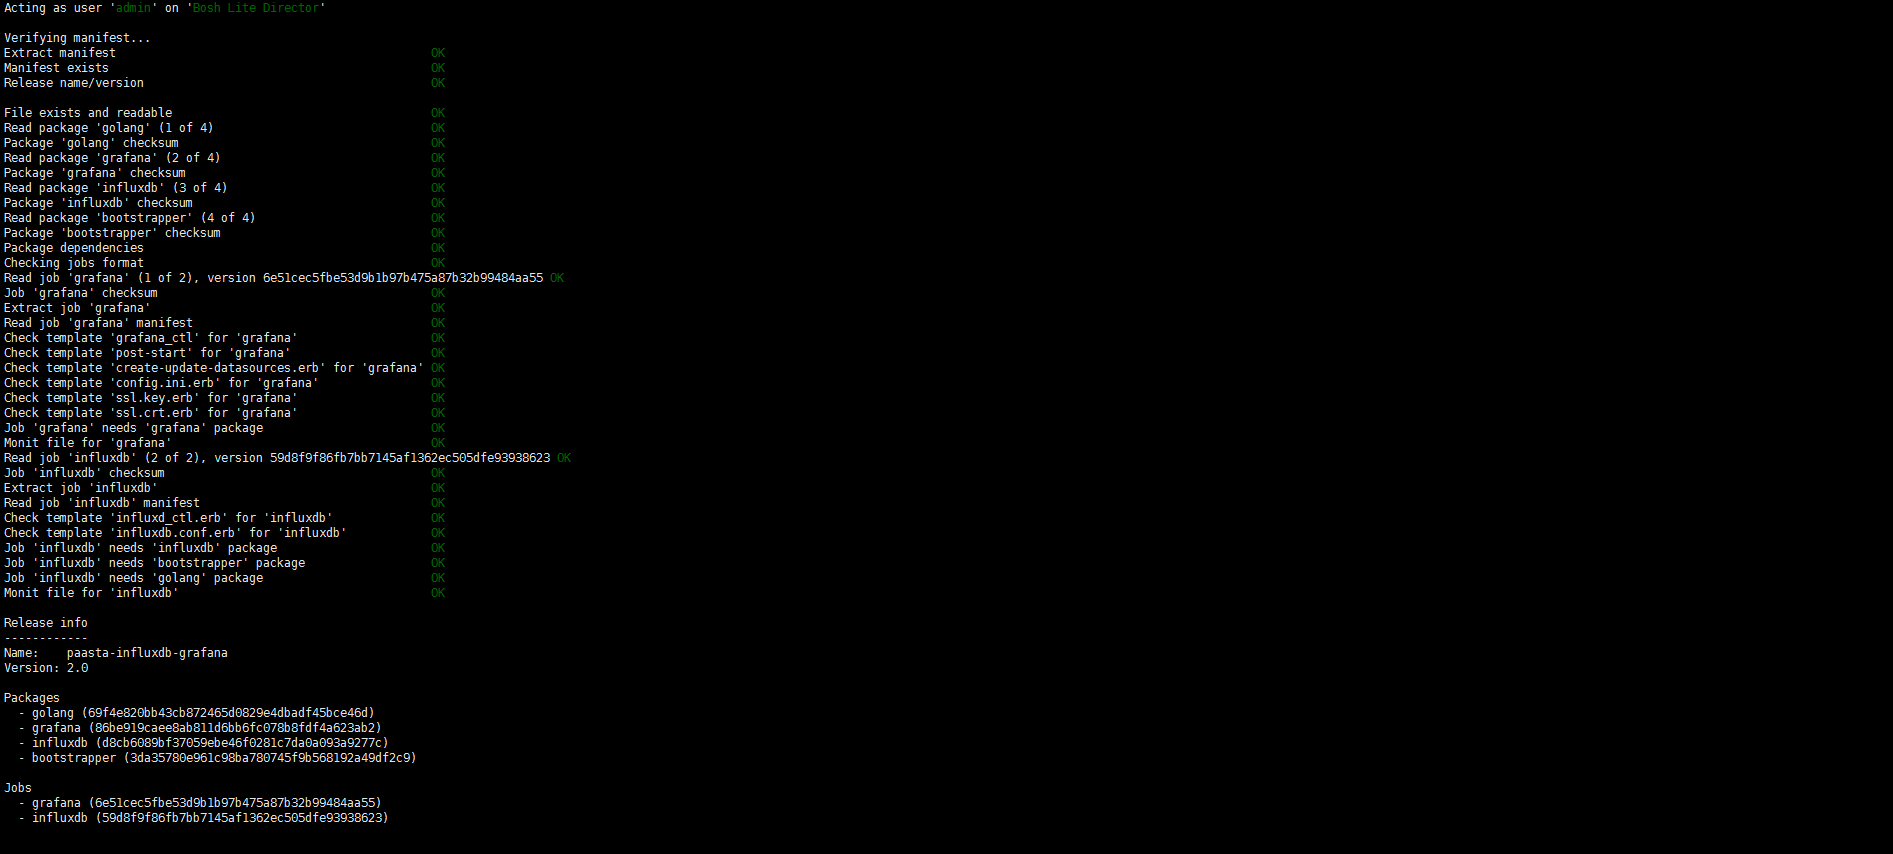 Acting as user 'admin' on 'Bosh Lite Director'
Verifying manifest...
Extract manifest OK
Manifest exists OK
Release name/version OK
File exists and readable OK
Read package 'golang' (1 of 4) OK
Package 'golang' checksum OK
Read package 'grafana' (2 of 4) OK
Package 'grafana' checksum OK
Read package 'influxdb' (3 of 4) OK
Package 'influxdb' checksum OK
Read package 'bootstrapper' (4 of 4) OK
Package 'bootstrapper' checksum OK
Package dependencies OK
Checking jobs format OK
Read job 'grafana' (1 of 2), version 6e51cec5fbe53d9b1b97b475a87b32b99484aa55 OK
Job 'grafana' checksum OK
Extract job 'grafana' OK
Read job 'grafana' manifest OK
Check template 'grafana_ctl' for 'grafana' OK
Check template 'post-start' for 'grafana' OK
Check template 'create-update-datasources.erb' for 'grafana' OK
Check template 'config.ini.erb' for 'grafana' OK
Check template 'ssl.key.erb' for 'grafana' OK
Check template 'ssl.crt.erb' for 'grafana' OK
Job 'grafana' needs 'grafana' package OK
Monit file for 'grafana' OK
Read job 'influxdb' (2 of 2), version 59d8f9f86fb7bb7145af1362ec505dfe93938623 OK
Job 'influxdb' checksum OK
Extract job 'influxdb' OK
Read job 'influxdb' manifest OK
Check template 'influxd_ctl.erb' for 'influxdb' OK
Check template 'influxdb.conf.erb' for 'influxdb' OK
Job 'influxdb' needs 'influxdb' package OK
Job 'influxdb' needs 'bootstrapper' package OK
Job 'influxdb' needs 'golang' package OK
Monit file for 'influxdb' OK
Release info
------------
Name: paasta-influxdb-grafana
Version: 2.0
Packages
- golang (69f4e820bb43cb872465d0829e4dbadf45bce46d)
- grafana (86be919caee8ab811d6bb6fc078b8fdf4a623ab2)
- influxdb (d8cb6089bf37059ebe46f0281c7da0a093a9277c)
- bootstrapper (3da35780e961c98ba780745f9b568192a49df2c9)
Jobs
- grafana (6e51cec5fbe53d9b1b97b475a87b32b99484aa55)
- influxdb (59d8f9f86fb7bb7145af1362ec505dfe93938623)